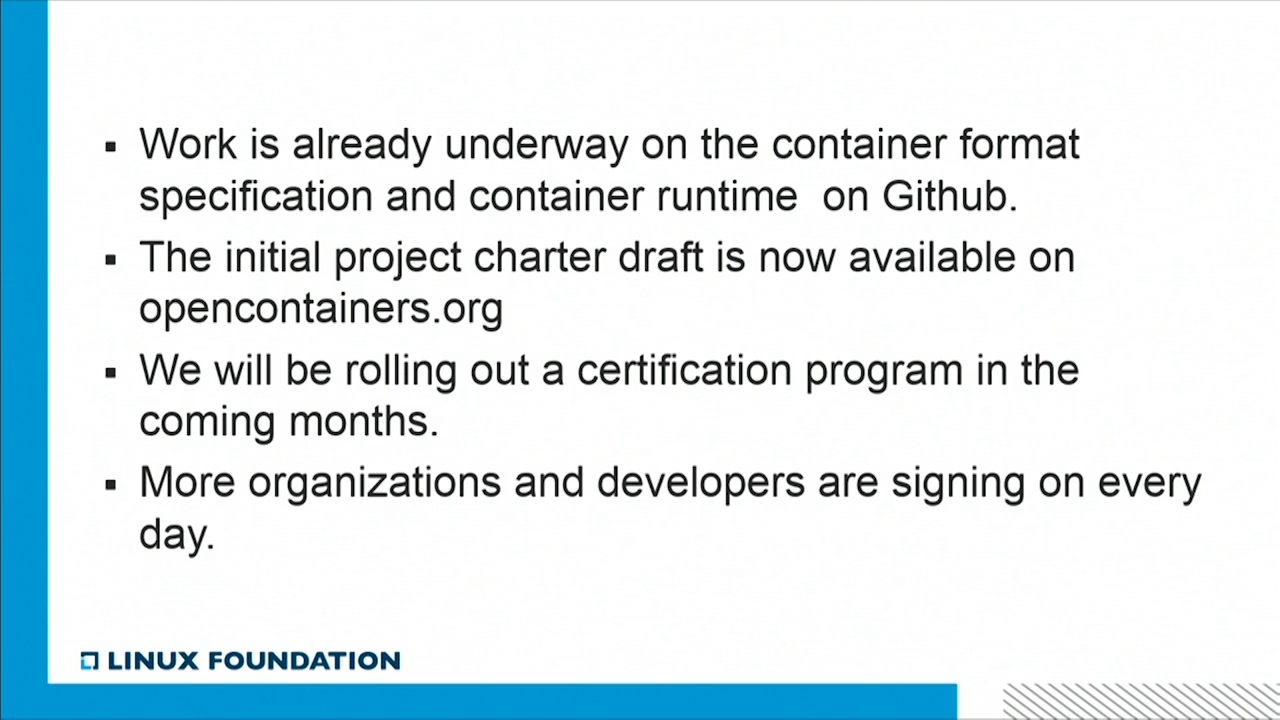 ▪ Work is already underway on the container format
specification and container runtime  on Github.
▪ The initial project charter draft is now available on
opencontainers.org
▪ We will be rolling out a certification program in the
coming months.
▪ More organizations and developers are signing on every
day.
LINUX FOUNDATION